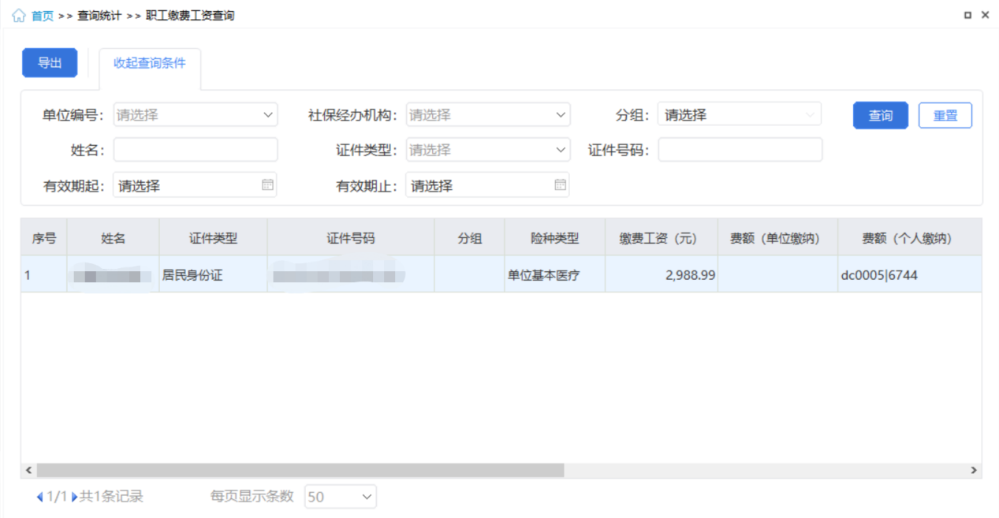 首页 >> 查询统计 >> 职工缴费工资查询
导出 收起查询条件
单位编号： 请选择 社保经办机构： 请选择 分组： 请选择 查询 重置
姓名： 证件类型： 请选择 证件号码：
有效期起： 请选择 有效期止： 请选择
序号 姓名 证件类型 证件号码 分组 险种类型 缴费工资（元） 费额（单位缴纳） 费额（个人缴纳）
1 居民身份证 单位基本医疗 2,988.99 dc0005|6744
1/1 共1条记录 每页显示条数 50